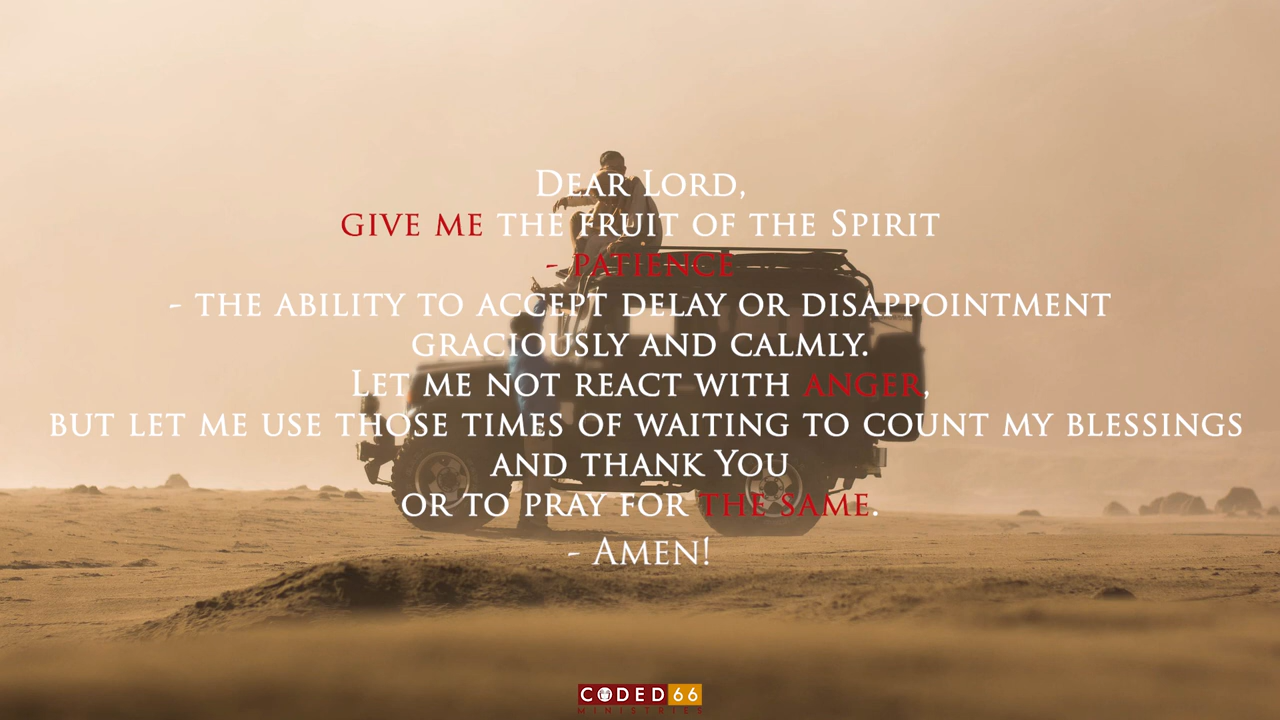 Dear Lord,
give me the fruit of the Spirit
- patience
- the ability to accept delay or disappointment
graciously and calmly.
Let me not react with anger,
but let me use those times of waiting to count my blessings
and thank You
or to pray for the same.
- Amen!
CODED 66
MINISTRIES